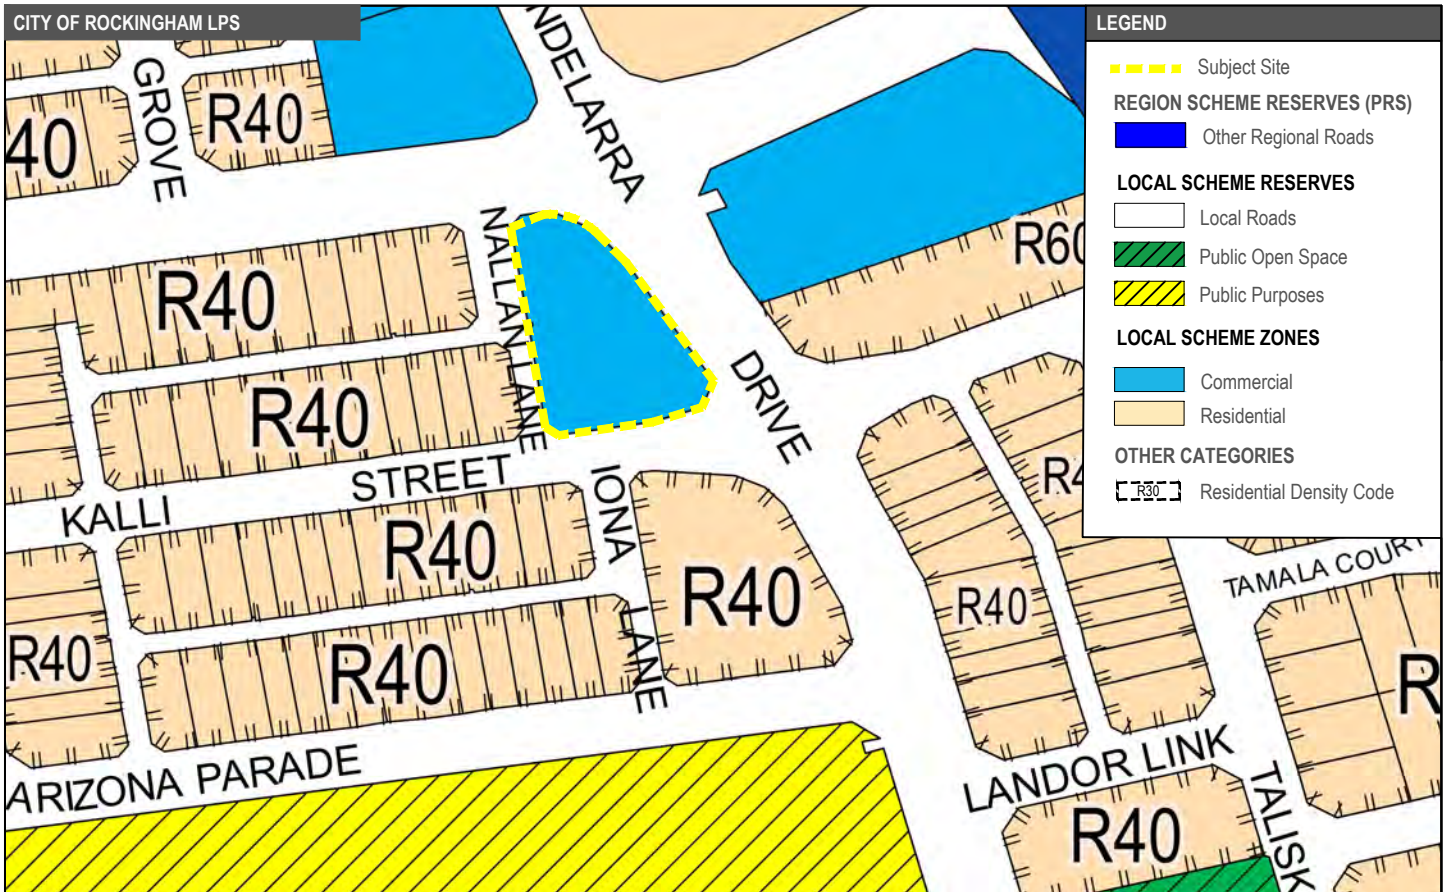 CITY OF ROCKINGHAM LPS
LEGEND
Subject Site
REGION SCHEME RESERVES (PRS)
Other Regional Roads
LOCAL SCHEME RESERVES
Local Roads
Public Open Space
Public Purposes
LOCAL SCHEME ZONES
Commercial
Residential
OTHER CATEGORIES
R30
Residential Density Code
GROVE
R40
40
NDELARRA
DRIVE
R60
NALLAN LANE
R40
R40
KALLI STREET
IONA LANE
R40
R40
R40
R40
R40
R4
TAMALA COURT
R
ARIZONA PARADE
LANDOR LINK
TALISK
R40